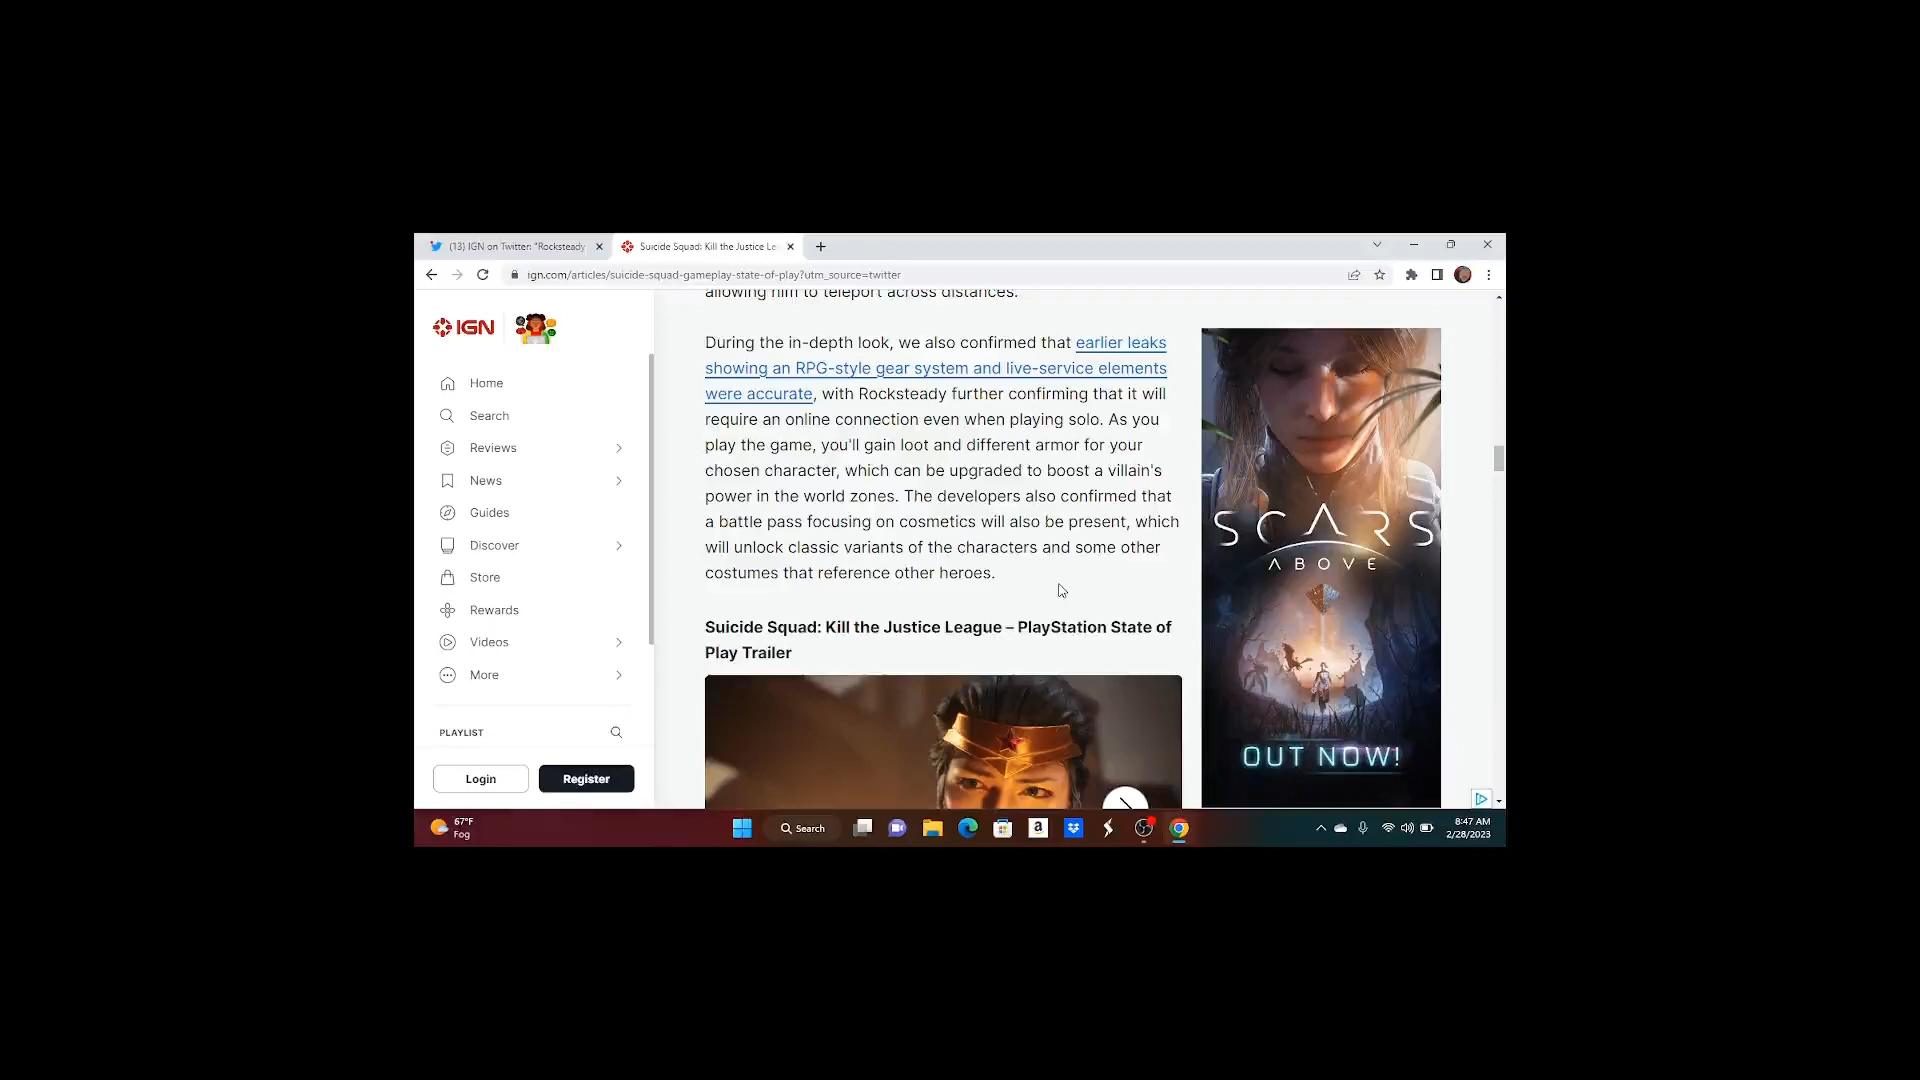 (13) IGN on Twitter: "Rocksteady
Suicide Squad: Kill the Justice Le
ign.com/articles/suicide-squad-gameplay-state-of-play?utm_source=twitter
IGN
Home
Search
Reviews
News
Guides
Discover
Store
Rewards
Videos
More
PLAYLIST
Login
Register
allowing him to teleport across distances.
During the in-depth look, we also confirmed that earlier leaks
showing an RPG-style gear system and live-service elements
were accurate, with Rocksteady further confirming that it will
require an online connection even when playing solo. As you
play the game, you'll gain loot and different armor for your
chosen character, which can be upgraded to boost a villain's
power in the world zones. The developers also confirmed that
a battle pass focusing on cosmetics will also be present, which
will unlock classic variants of the characters and some other
costumes that reference other heroes.
Suicide Squad: Kill the Justice League – PlayStation State of
Play Trailer
SCARS
ABOVE
OUT NOW!
67°F
Fog
Search
a
8:47 AM
2/28/2023